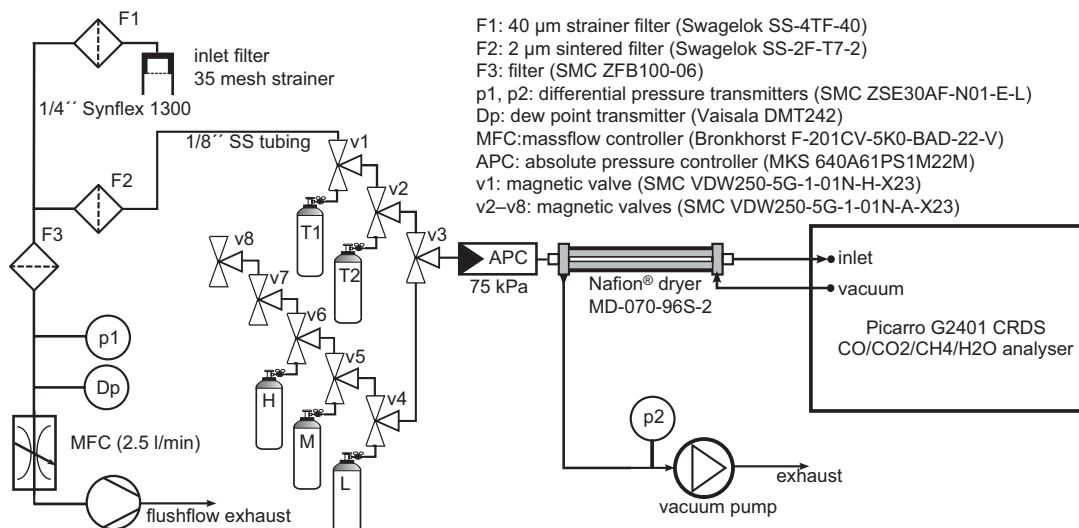 F1
inlet filter
35 mesh strainer
1/4´´ Synflex 1300
F1: 40 µm strainer filter (Swagelok SS-4TF-40)
F2: 2 µm sintered filter (Swagelok SS-2F-T7-2)
F3: filter (SMC ZFB100-06)
p1, p2: differential pressure transmitters (SMC ZSE30AF-N01-E-L)
Dp: dew point transmitter (Vaisala DMT242)
MFC:massflow controller (Bronkhorst F-201CV-5K0-BAD-22-V)
APC: absolute pressure controller (MKS 640A61PS1M22M)
v1: magnetic valve (SMC VDW250-5G-1-01N-H-X23)
v2–v8: magnetic valves (SMC VDW250-5G-1-01N-A-X23)
1/8´´ SS tubing
v1
F2
v2
F3
T1
v3
v8
T2
v7
APC
75 kPa
Nafion® dryer
MD-070-96S-2
inlet
vacuum
Picarro G2401 CRDS
CO/CO2/CH4/H2O analyser
v6
p1
v5
Dp
H
v4
M
MFC (2.5 l/min)
L
p2
exhaust
vacuum pump
flushflow exhaust